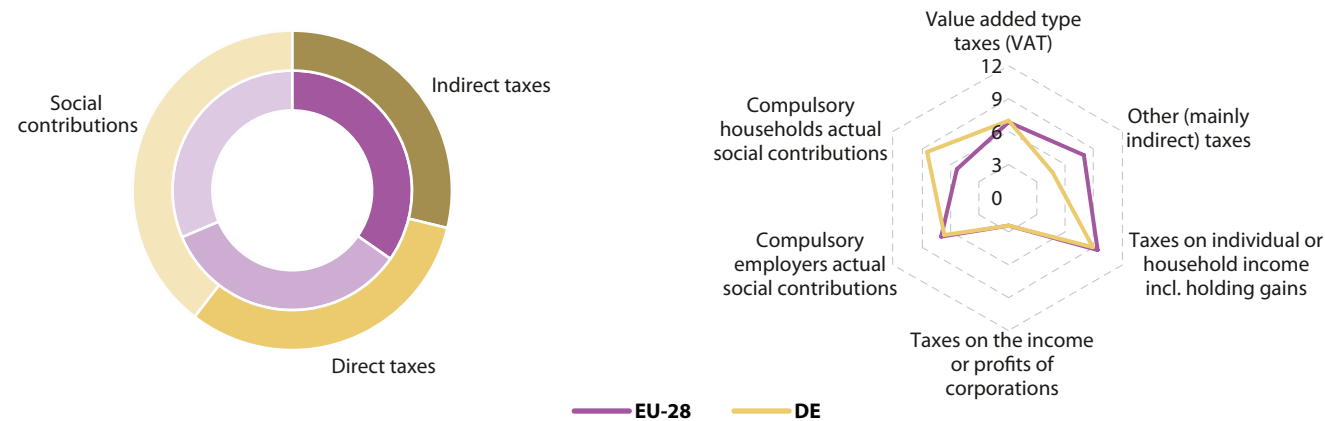 Indirect taxes
Social
contributions
Direct taxes
Value added type
taxes (VAT)
12
9
6
3
0
Other (mainly
indirect) taxes
Taxes on individual or
household income
incl. holding gains
Taxes on the income
or profits of
corporations
Compulsory
employers actual
social contributions
Compulsory
households actual
social contributions
EU-28
DE